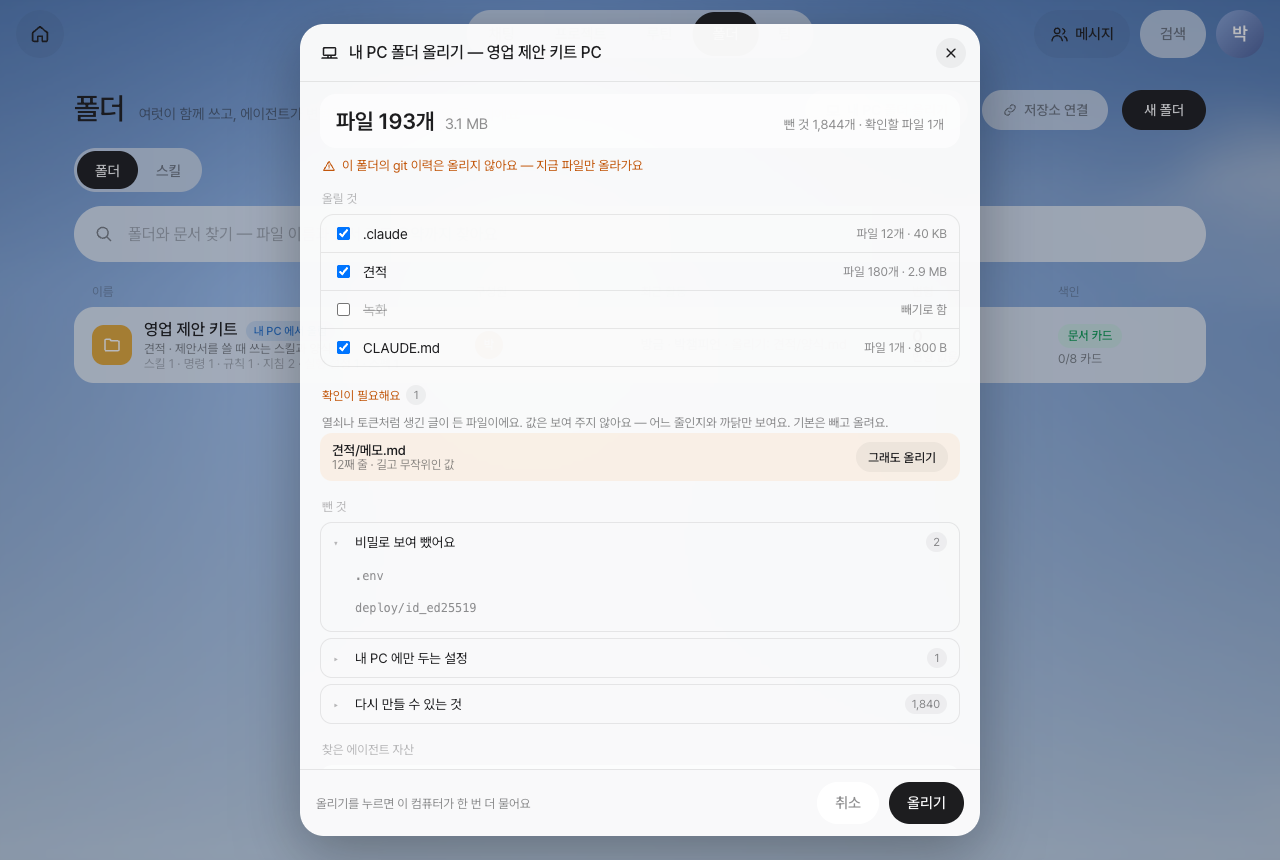 메시지
검색
박
내 PC 폴더 올리기 — 영업 제안 키트 PC
폴더
여럿이 함께 쓰고, 에이전트가
저장소 연결
새 폴더
파일 193개 3.1 MB
뺀 것 1,844개 · 확인할 파일 1개
이 폴더의 git 이력은 올리지 않아요 — 지금 파일만 올라가요
폴더
스킬
올릴 것
.claude
파일 12개 · 40 KB
폴더와 문서 찾기 — 파일 이
견적
파일 180개 · 2.9 MB
이름
색인
녹화
빼기로 함
영업 제안 키트
내 PC 에서
견적 · 제안서를 쓸 때 쓰는 스킬과
스킬 1 · 명령 1 · 규칙 1 · 지침 2 ·
문서 카드
0/8 카드
CLAUDE.md
파일 1개 · 800 B
확인이 필요해요 1
열쇠나 토큰처럼 생긴 글이 든 파일이에요. 값은 보여 주지 않아요 — 어느 줄인지와 까닭만 보여요. 기본은 빼고 올려요.
견적/메모.md
12째 줄 · 길고 무작위인 값
그래도 올리기
뺀 것
비밀로 보여 뺐어요
2
.env
deploy/id_ed25519
내 PC 에만 두는 설정
1
다시 만들 수 있는 것
1,840
찾은 에이전트 자산
올리기를 누르면 이 컴퓨터가 한 번 더 물어요
취소
올리기